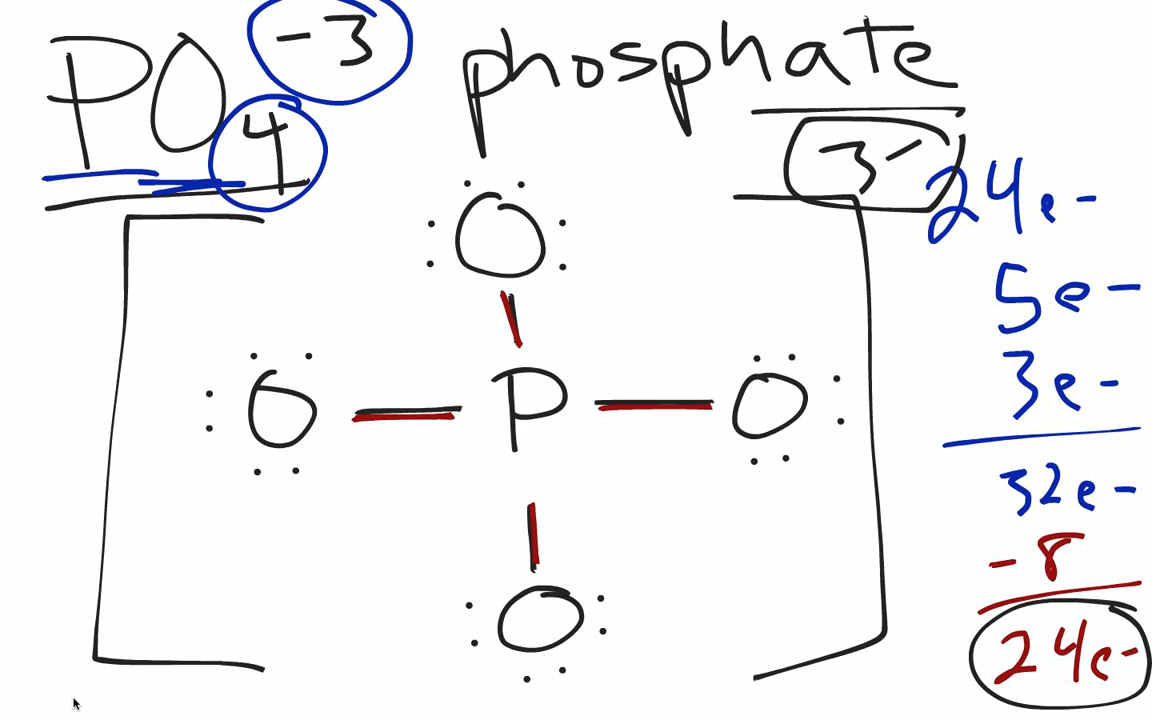 PO4 -3 phosphate
3-
24e-
5e-
O
3e-
O - P - O
32e-
-8
O
24e-